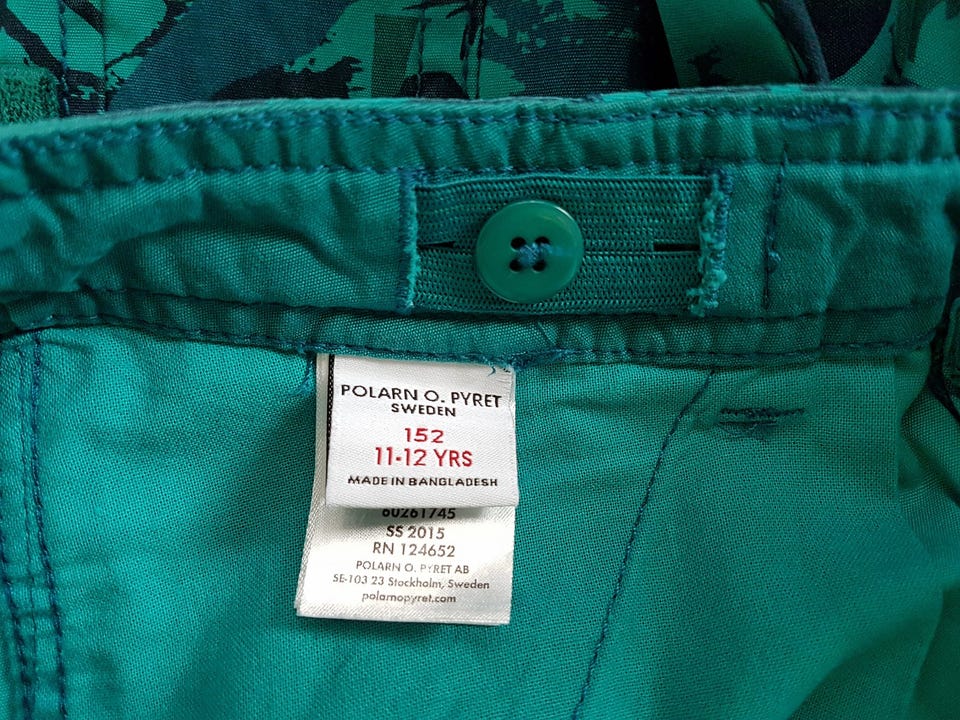 POLARN O. PYRET
SWEDEN
152
11-12 YRS
MADE IN BANGLADESH
60261745
SS 2015
RN 124652
POLARN O. PYRET AB
SE-103 23 Stockholm, Sweden
polarnopyret.com